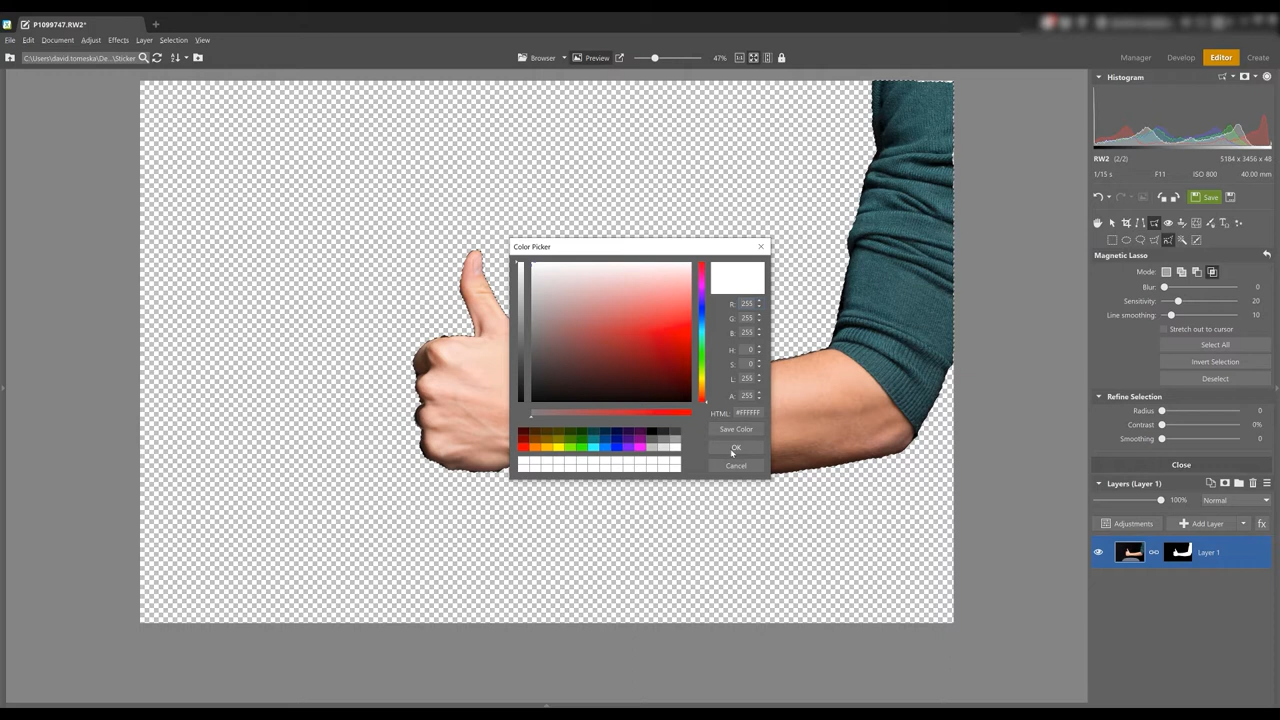 P1099747.RW2*
File Edit Document Adjust Effects Layer Selection View
C:\Users\david tomeska\De...\Sticker
Browser
Preview
47%
Manager Develop Editor Create
Histogram
RW2 (2/2) 5184 x 3456 x 48
1/15 s F11 ISO 800 40.00 mm
Save
Magnetic Lasso
Mode:
Blur: 0
Sensitivity: 20
Line smoothing: 10
Stretch out to cursor
Select All
Invert Selection
Deselect
Refine Selection
Radius 0
Contrast 0%
Smoothing 0
Close
Layers (Layer 1)
100% Normal
Adjustments Add Layer fx
Layer 1
Color Picker
R: 255
G: 255
B: 255
H: 0
S: 0
L: 255
A: 255
HTML: #FFFFFF
Save Color
OK
Cancel